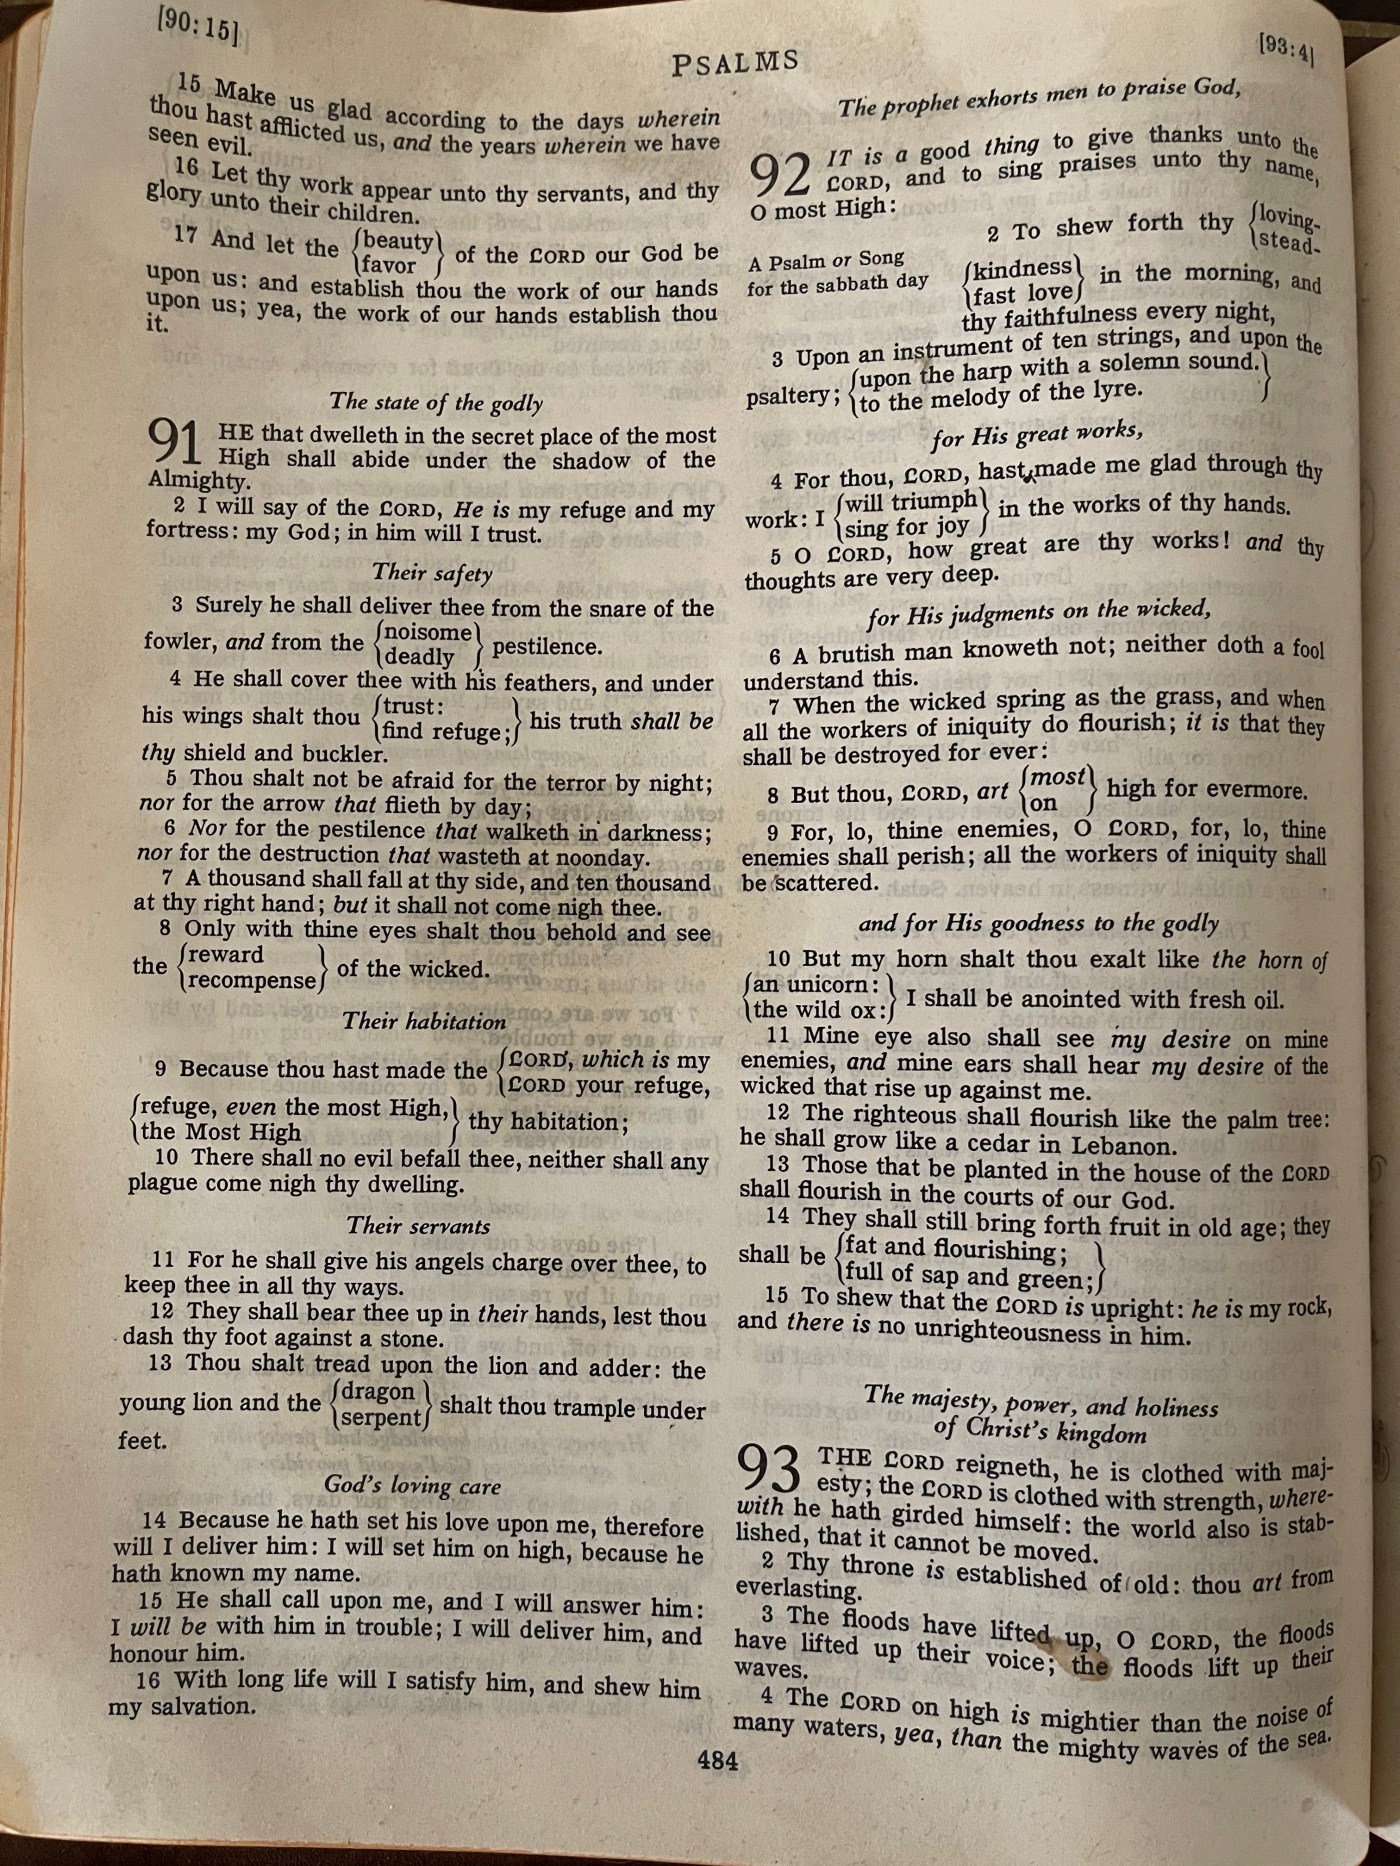 [90:15]
PSALMS
[93:4]
15 Make us glad according to the days wherein
thou hast afflicted us, and the years wherein we have
seen evil.
16 Let thy work appear unto thy servants, and thy
glory unto their children.
17 And let the {beauty} of the LORD our God be
{favor}
upon us: and establish thou the work of our hands
upon us; yea, the work of our hands establish thou
it.
The state of the godly
91 HE that dwelleth in the secret place of the most
High shall abide under the shadow of the
Almighty.
2 I will say of the LORD, He is my refuge and my
fortress: my God; in him will I trust.
Their safety
3 Surely he shall deliver thee from the snare of the
fowler, and from the {noisome} pestilence.
{deadly}
4 He shall cover thee with his feathers, and under
his wings shalt thou {trust:} his truth shall be
{find refuge;}
thy shield and buckler.
5 Thou shalt not be afraid for the terror by night;
nor for the arrow that flieth by day;
6 Nor for the pestilence that walketh in darkness;
nor for the destruction that wasteth at noonday.
7 A thousand shall fall at thy side, and ten thousand
at thy right hand; but it shall not come nigh thee.
8 Only with thine eyes shalt thou behold and see
the {reward} of the wicked.
{recompense}
Their habitation
9 Because thou hast made the {LORD, which is my
{LORD your refuge,
{refuge, even the most High,} thy habitation;
{the Most High}
10 There shall no evil befall thee, neither shall any
plague come nigh thy dwelling.
Their servants
11 For he shall give his angels charge over thee, to
keep thee in all thy ways.
12 They shall bear thee up in their hands, lest thou
dash thy foot against a stone.
13 Thou shalt tread upon the lion and adder: the
young lion and the {dragon} shalt thou trample under
{serpent}
feet.
God's loving care
14 Because he hath set his love upon me, therefore
will I deliver him: I will set him on high, because he
hath known my name.
15 He shall call upon me, and I will answer him:
I will be with him in trouble; I will deliver him, and
honour him.
16 With long life will I satisfy him, and shew him
my salvation.
The prophet exhorts men to praise God,
92 IT is a good thing to give thanks unto the
LORD, and to sing praises unto thy name,
O most High:
A Psalm or Song
for the sabbath day
2 To shew forth thy {loving-
{stead-
{kindness} in the morning, and
{fast love}
thy faithfulness every night,
3 Upon an instrument of ten strings, and upon the
psaltery; {upon the harp with a solemn sound.}
{to the melody of the lyre.}
for His great works,
4 For thou, LORD, hast made me glad through thy
work: I {will triumph} in the works of thy hands.
{sing for joy}
5 O LORD, how great are thy works! and thy
thoughts are very deep.
for His judgments on the wicked,
6 A brutish man knoweth not; neither doth a fool
understand this.
7 When the wicked spring as the grass, and when
all the workers of iniquity do flourish; it is that they
shall be destroyed for ever:
8 But thou, LORD, art {most} high for evermore.
{on}
9 For, lo, thine enemies, O LORD, for, lo, thine
enemies shall perish; all the workers of iniquity shall
be scattered.
and for His goodness to the godly
10 But my horn shalt thou exalt like the horn of
{an unicorn:} I shall be anointed with fresh oil.
{the wild ox:}
11 Mine eye also shall see my desire on mine
enemies, and mine ears shall hear my desire of the
wicked that rise up against me.
12 The righteous shall flourish like the palm tree:
he shall grow like a cedar in Lebanon.
13 Those that be planted in the house of the LORD
shall flourish in the courts of our God.
14 They shall still bring forth fruit in old age; they
shall be {fat and flourishing;}
{full of sap and green;}
15 To shew that the LORD is upright: he is my rock,
and there is no unrighteousness in him.
The majesty, power, and holiness
of Christ's kingdom
93 THE LORD reigneth, he is clothed with maj-
esty; the LORD is clothed with strength, where-
with he hath girded himself: the world also is stab-
lished, that it cannot be moved.
2 Thy throne is established of old: thou art from
everlasting.
3 The floods have lifted up, O LORD, the floods
have lifted up their voice; the floods lift up their
waves.
4 The LORD on high is mightier than the noise of
many waters, yea, than the mighty waves of the sea.
484